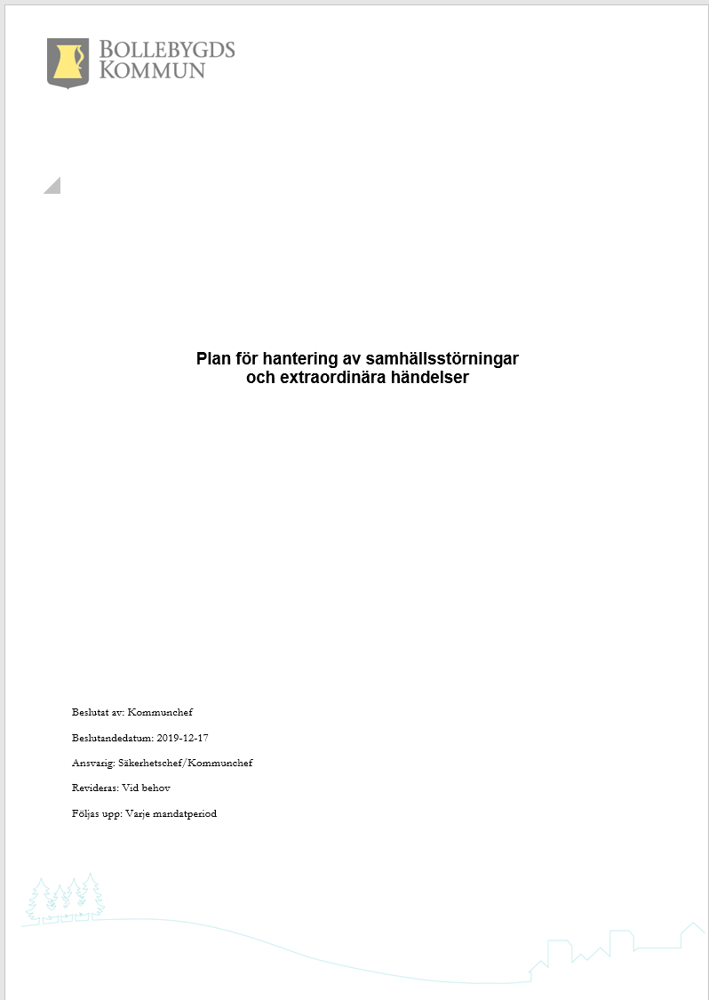 BOLLEBYGDS
KOMMUN
Plan för hantering av samhällsstörningar
och extraordinära händelser
Beslutat av: Kommunchef
Beslutandedatum: 2019-12-17
Ansvarig: Säkerhetschef/Kommunchef
Revideras: Vid behov
Följas upp: Varje mandatperiod